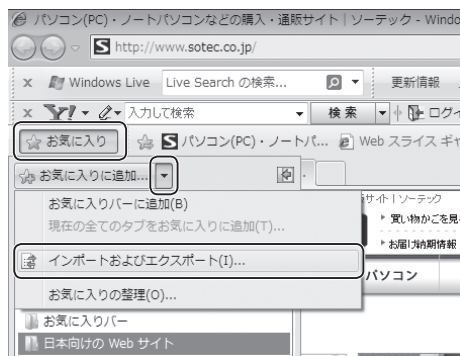 パソコン(PC)・ノートパソコンなどの購入・通販サイト｜ソーテック - Windo
S http://www.sotec.co.jp/
x Windows Live Live Search の検索... 更新情報
x Y! 入力して検索 検索 ログイ
お気に入り S パソコン(PC)・ノートパ... Web スライス ギャ
お気に入りに追加...
お気に入りバーに追加(B)
サイト｜ソーテック
現在の全てのタブをお気に入りに追加(T)...
買い物かごを見
インポートおよびエクスポート(I)...
お届け納期情報
パソコン
お気に入りの整理(O)...
お気に入りバー
日本向けの Web サイト